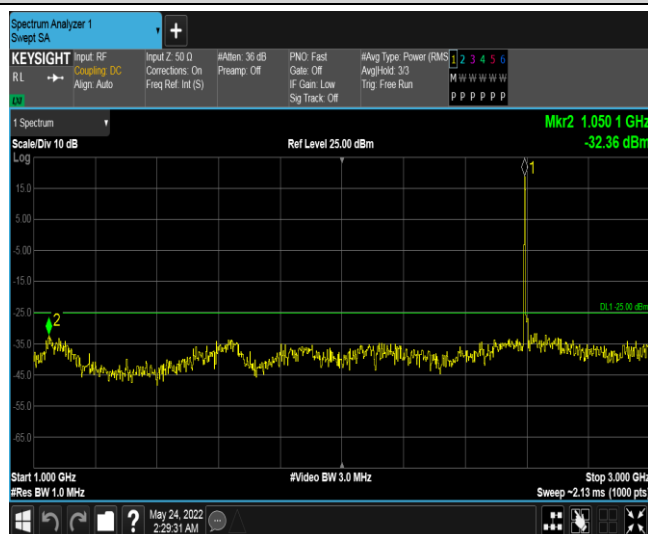 Spectrum Analyzer 1
Swept SA
+
KEYSIGHT
RL
LXI
Input: RF
Coupling: DC
Align: Auto
Input Z: 50 Ω
Corrections: On
Freq Ref: Int (S)
#Atten: 36 dB
Preamp: Off
PNO: Fast
Gate: Off
IF Gain: Low
Sig Track: Off
#Avg Type: Power (RMS
Avg|Hold: 3/3
Trig: Free Run
1 2 3 4 5 6
M W W W W W
P P P P P P
1 Spectrum
Mkr2 1.050 1 GHz
Scale/Div 10 dB
Ref Level 25.00 dBm
-32.36 dBm
Log
1
15.0
5.00
-5.00
-15.0
-25.0
DL1 -25.00 dBm
2
-35.0
-45.0
-55.0
-65.0
Start 1.000 GHz
#Video BW 3.0 MHz
Stop 3.000 GHz
#Res BW 1.0 MHz
Sweep ~2.13 ms (1000 pts)
?
May 24, 2022
2:29:31 AM